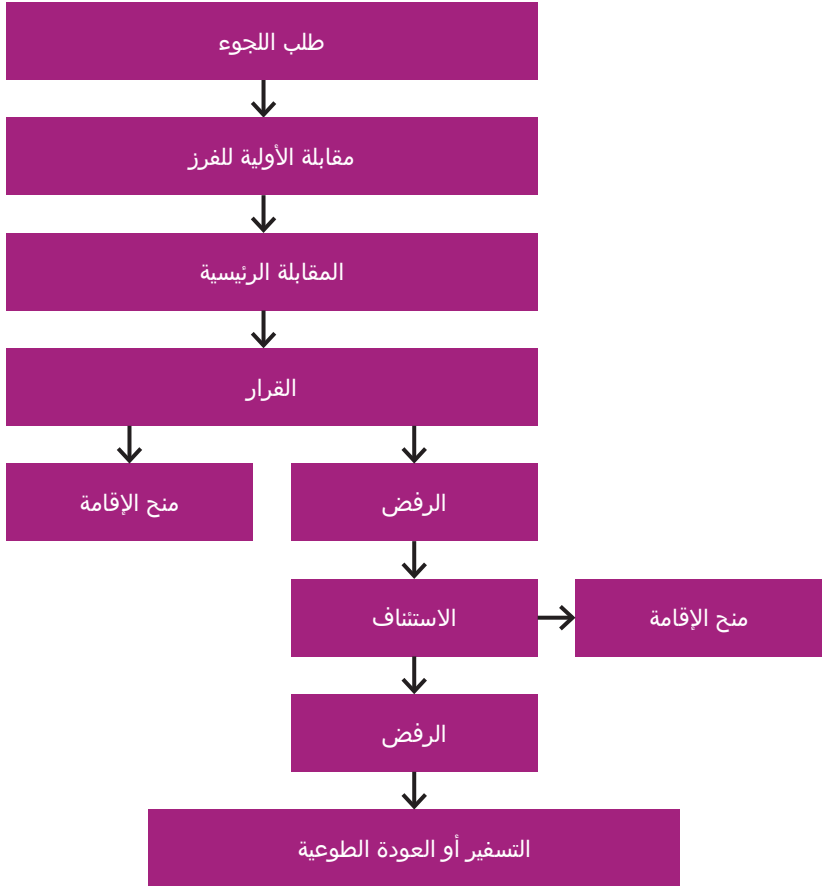 طلب اللجوء
مقابلة الأولية للفرز
المقابلة الرئيسية
القرار
الرفض
منح الإقامة
منح الإقامة
الاستئناف
الرفض
التسفير أو العودة الطوعية